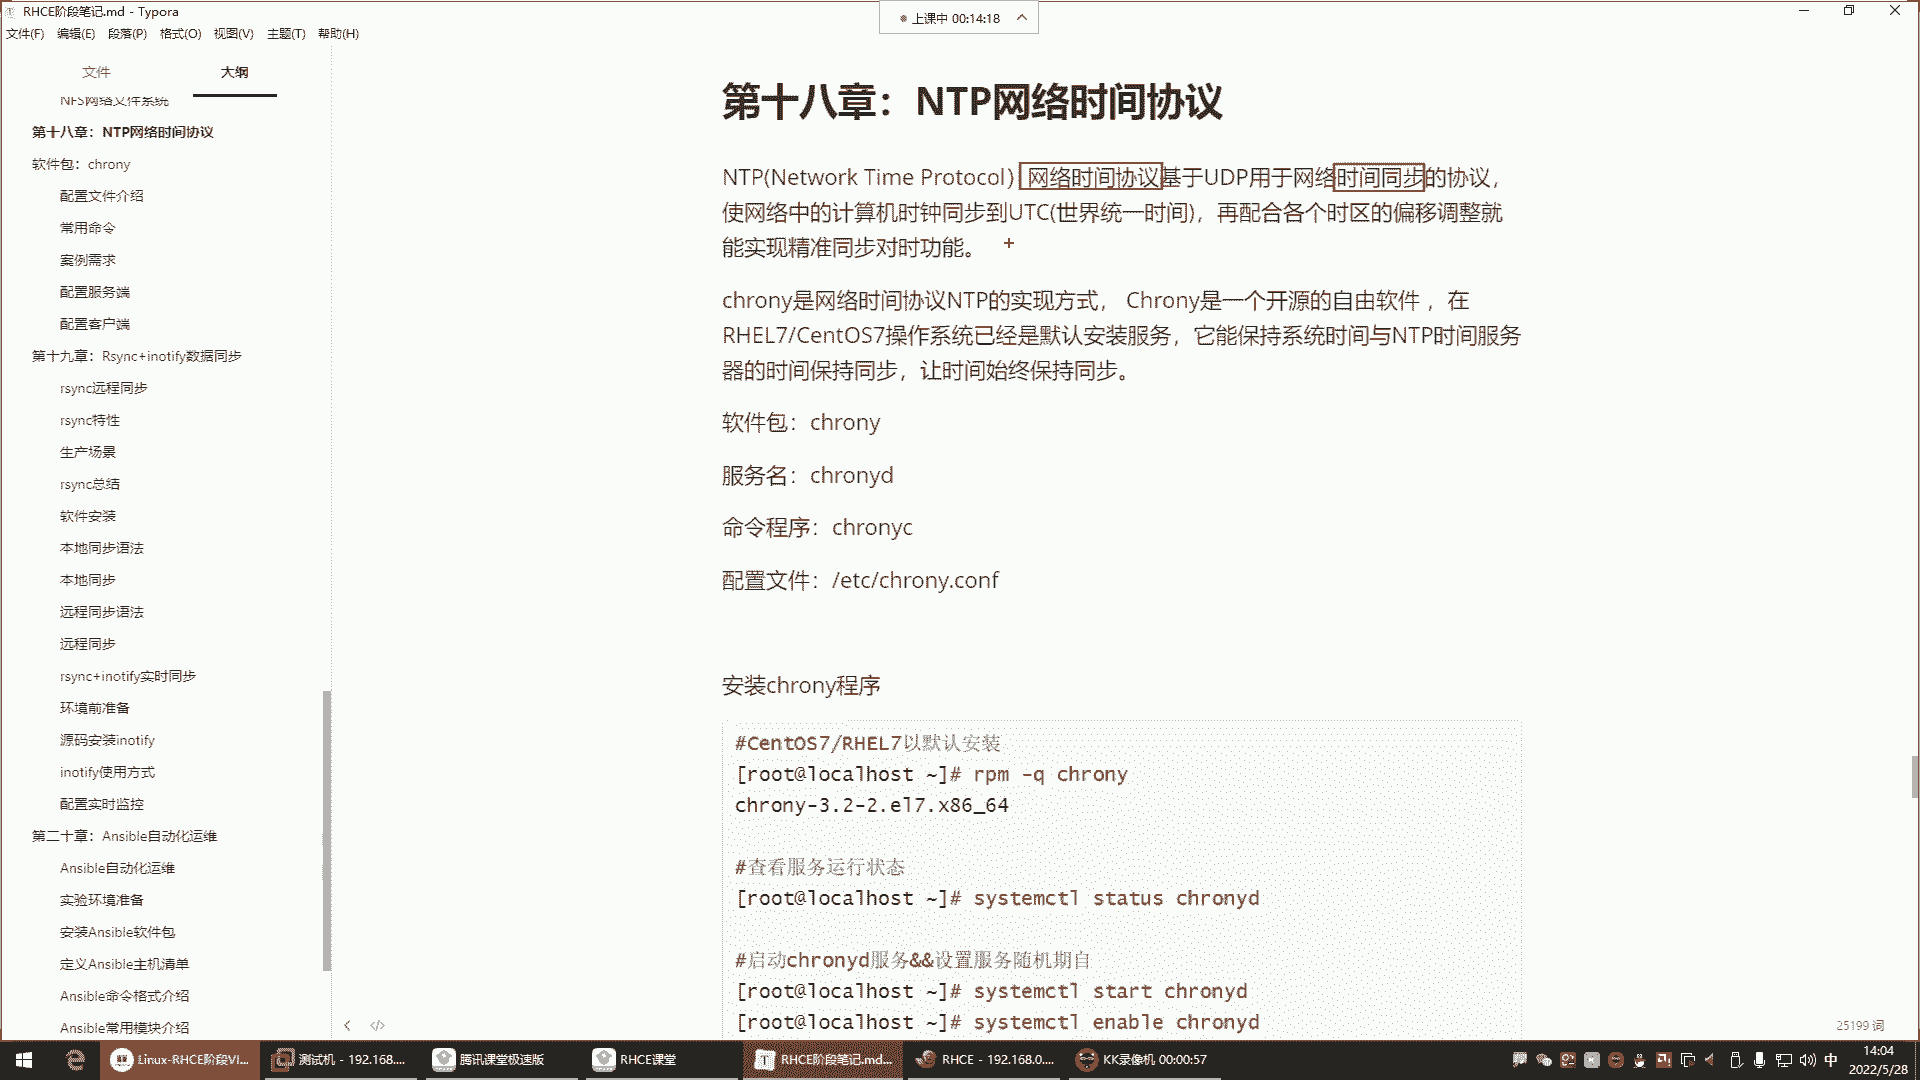 RHCE阶段笔记.md - Typora
上课中 00:14:18
文件(F) 编辑(E) 段落(P) 格式(O) 视图(V) 主题(T) 帮助(H)
文件 大纲
NFS网络文件系统
第十八章：NTP网络时间协议
软件包：chrony
配置文件介绍
常用命令
案例需求
配置服务端
配置客户端
第十九章：Rsync+inotify数据同步
rsync远程同步
rsync特性
生产场景
rsync总结
软件安装
本地同步语法
本地同步
远程同步语法
远程同步
rsync+inotify实时同步
环境前准备
源码安装inotify
inotify使用方式
配置实时监控
第二十章：Ansible自动化运维
Ansible自动化运维
实验环境准备
安装Ansible软件包
定义Ansible主机清单
Ansible命令格式介绍
Ansible常用模块介绍
第十八章：NTP网络时间协议
NTP(Network Time Protocol) 网络时间协议基于UDP用于网络时间同步的协议，
使网络中的计算机时钟同步到UTC(世界统一时间)，再配合各个时区的偏移调整就
能实现精准同步对时功能。
chrony是网络时间协议NTP的实现方式， Chrony是一个开源的自由软件 ，在
RHEL7/CentOS7操作系统已经是默认安装服务，它能保持系统时间与NTP时间服务
器的时间保持同步，让时间始终保持同步。
软件包：chrony
服务名：chronyd
命令程序：chronyc
配置文件：/etc/chrony.conf
安装chrony程序
#CentOS7/RHEL7以默认安装
[root@localhost ~]# rpm -q chrony
chrony-3.2-2.el7.x86_64
#查看服务运行状态
[root@localhost ~]# systemctl status chronyd
#启动chronyd服务&&设置服务随机期自
[root@localhost ~]# systemctl start chronyd
[root@localhost ~]# systemctl enable chronyd
25199 词
Linux-RHCE阶段VI... 测试机 - 192.168.... 腾讯课堂极速版 RHCE课堂 RHCE阶段笔记.md... RHCE - 192.168.0.... KK录像机 00:00:57 中 14:04
2022/5/28